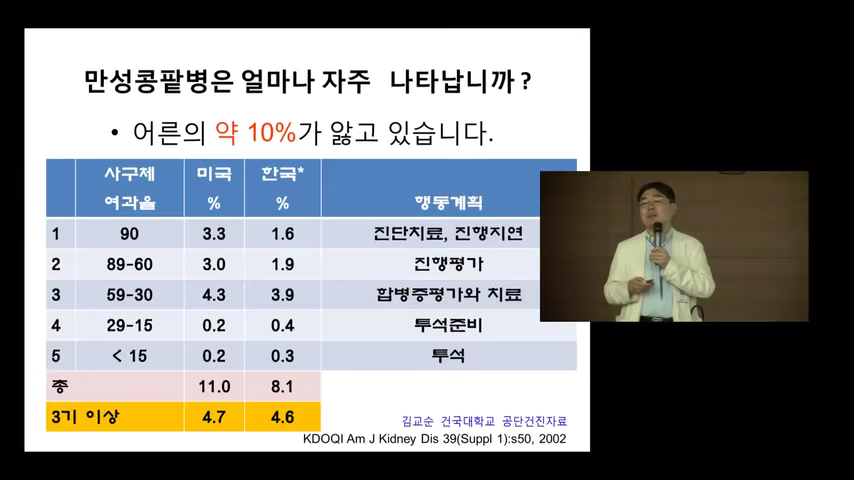 만성콩팥병은 얼마나 자주 나타납니까?
• 어른의 약 10%가 앓고 있습니다.
사구체 여과율 미국 % 한국* % 행동계획
1 90 3.3 1.6 진단치료, 진행지연
2 89-60 3.0 1.9 진행평가
3 59-30 4.3 3.9 합병증평가와 치료
4 29-15 0.2 0.4 투석준비
5 < 15 0.2 0.3 투석
총 11.0 8.1
3기 이상 4.7 4.6
김교순 건국대학교 공단건진자료
KDOQI Am J Kidney Dis 39(Suppl 1):s50, 2002